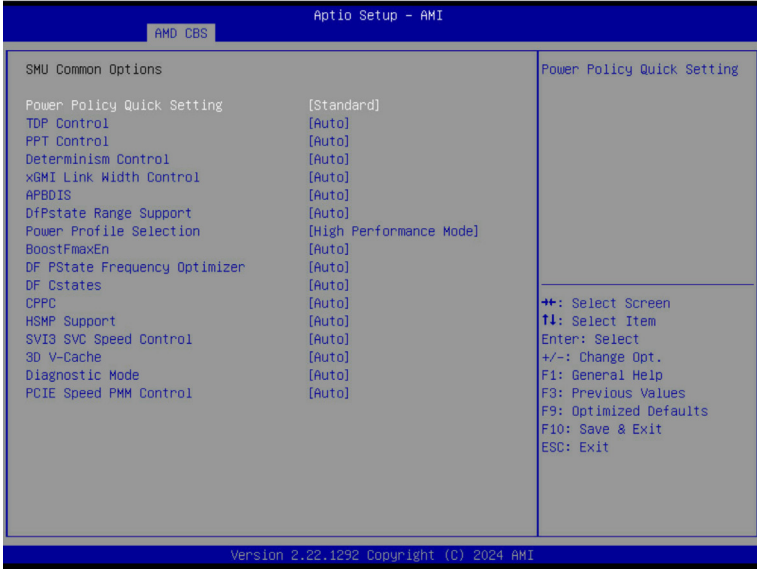 Aptio Setup – AMI
AMD CBS
SMU Common Options
Power Policy Quick Setting [Standard]
TDP Control [Auto]
PPT Control [Auto]
Determinism Control [Auto]
xGMI Link Width Control [Auto]
APBDIS [Auto]
DfPstate Range Support [Auto]
Power Profile Selection [High Performance Mode]
BoostFmaxEn [Auto]
DF PState Frequency Optimizer [Auto]
DF Cstates [Auto]
CPPC [Auto]
HSMP Support [Auto]
SVI3 SVC Speed Control [Auto]
3D V-Cache [Auto]
Diagnostic Mode [Auto]
PCIE Speed PMM Control [Auto]
Power Policy Quick Setting
→←: Select Screen
↑↓: Select Item
Enter: Select
+/-: Change Opt.
F1: General Help
F3: Previous Values
F9: Optimized Defaults
F10: Save & Exit
ESC: Exit
Version 2.22.1292 Copyright (C) 2024 AMI